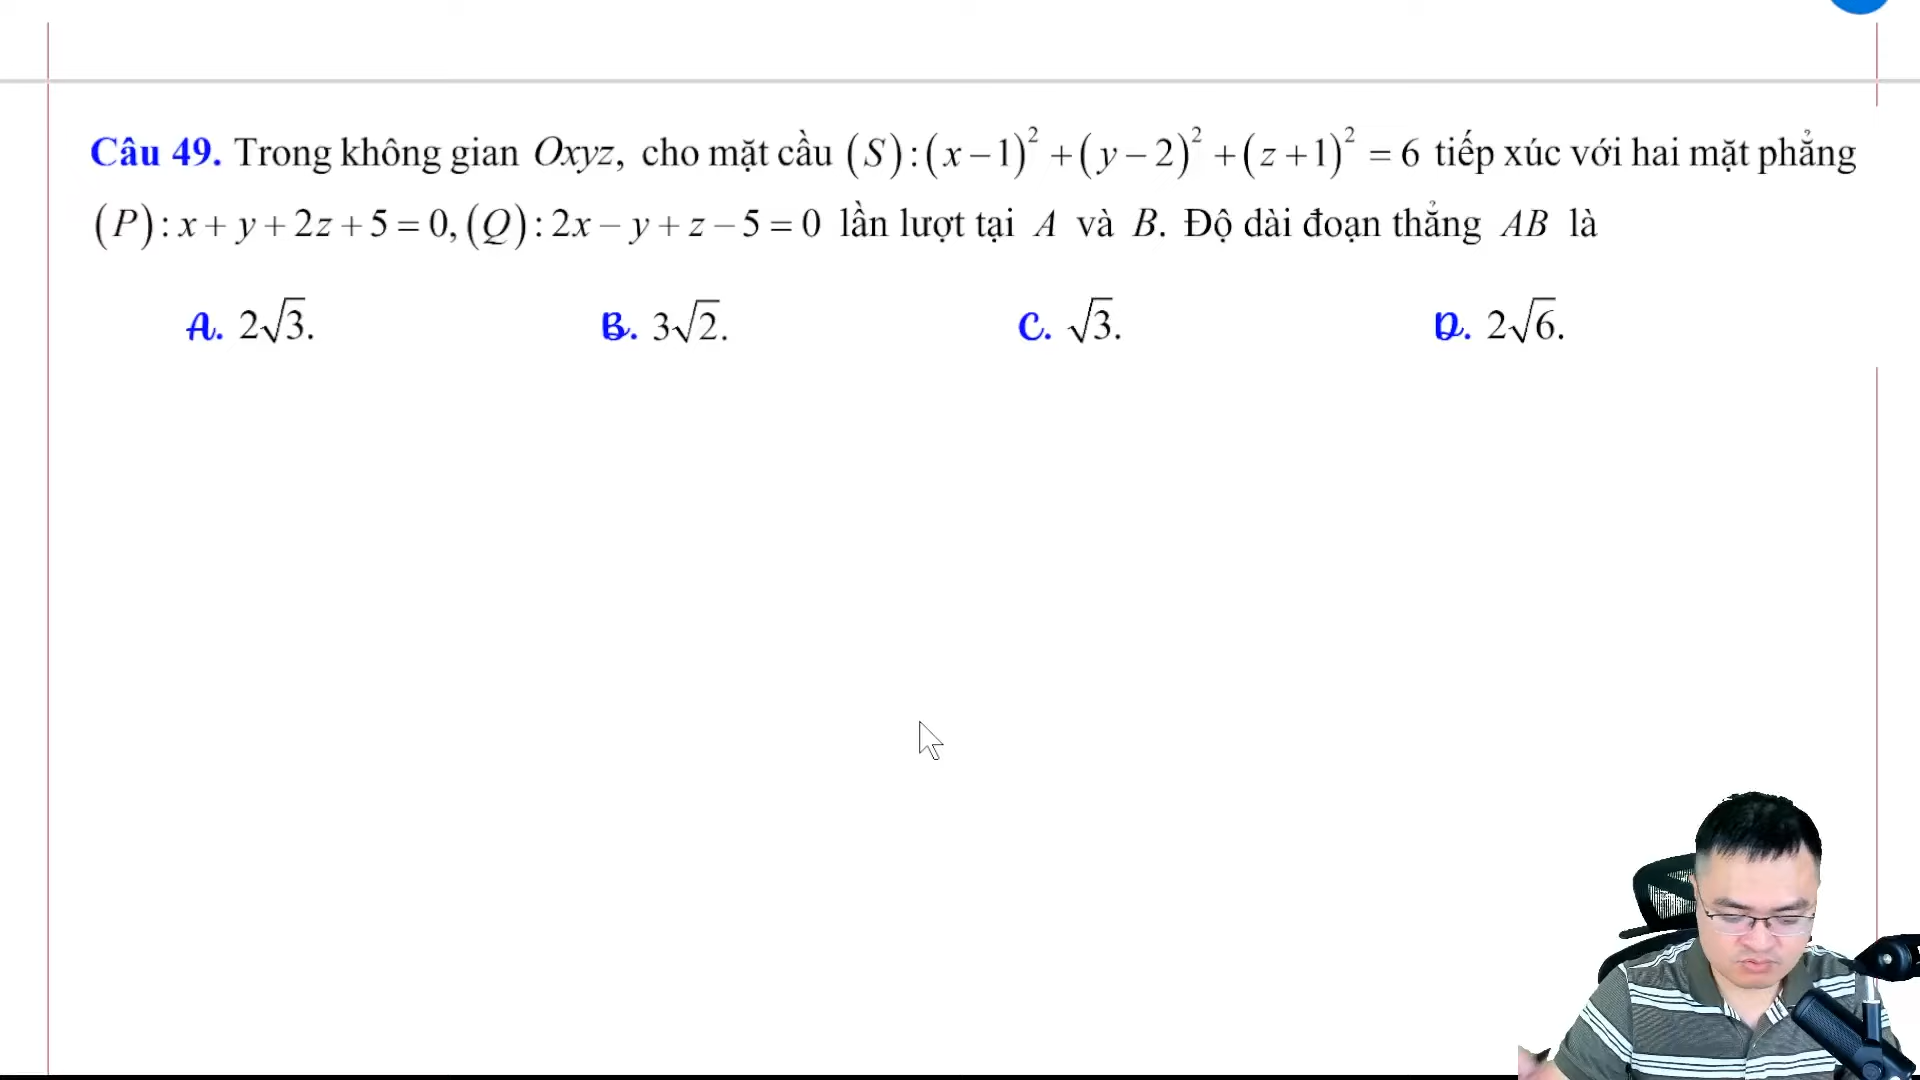 Câu 49. Trong không gian Oxyz, cho mặt cầu (S):(x−1)²+(y−2)²+(z+1)²=6 tiếp xúc với hai mặt phẳng
(P):x+y+2z+5=0,(Q):2x−y+z−5=0 lần lượt tại A và B. Độ dài đoạn thẳng AB là
A. 2√3. B. 3√2. C. √3. D. 2√6.